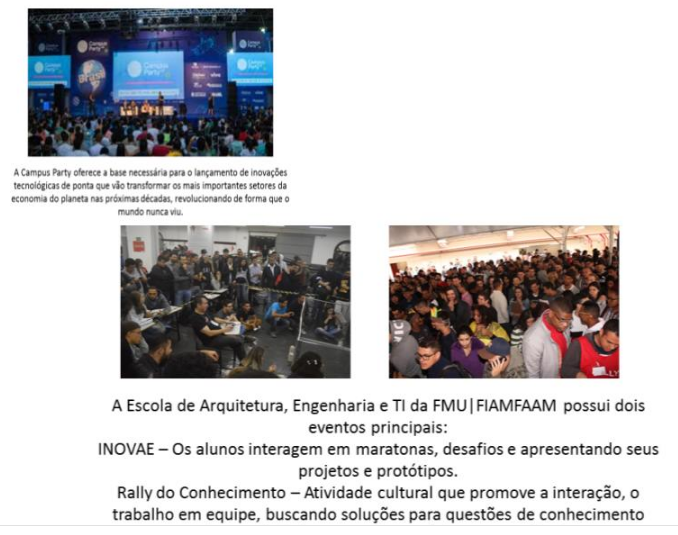 Campus
Party
Brasil
Campus
Party
vivo
A Campus Party oferece a base necessária para o lançamento de inovações
tecnológicas de ponta que vão transformar os mais importantes setores da
economia do planeta nas próximas décadas, revolucionando de forma que o
mundo nunca viu.
A Escola de Arquitetura, Engenharia e TI da FMU|FIAMFAAM possui dois
eventos principais:
INOVAE – Os alunos interagem em maratonas, desafios e apresentando seus
projetos e protótipos.
Rally do Conhecimento – Atividade cultural que promove a interação, o
trabalho em equipe, buscando soluções para questões de conhecimento